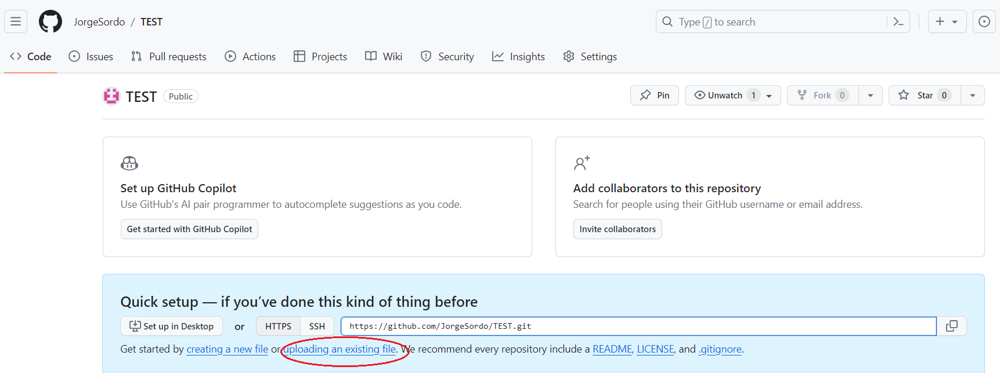 JorgeSordo / TEST
Type / to search
Code Issues Pull requests Actions Projects Wiki Security Insights Settings
TEST Public
Pin Unwatch 1 Fork 0 Star 0
Set up GitHub Copilot
Use GitHub's AI pair programmer to autocomplete suggestions as you code.
Get started with GitHub Copilot
Add collaborators to this repository
Search for people using their GitHub username or email address.
Invite collaborators
Quick setup — if you’ve done this kind of thing before
Set up in Desktop or HTTPS SSH https://github.com/JorgeSordo/TEST.git
Get started by creating a new file or uploading an existing file. We recommend every repository include a README, LICENSE, and .gitignore.